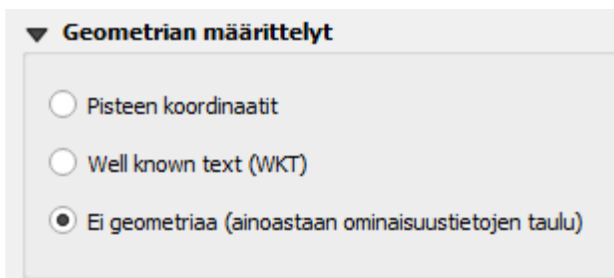 Geometrian määrittelyt
Pisteen koordinaatit
Well known text (WKT)
Ei geometriaa (ainoastaan ominaisuustietojen taulu)